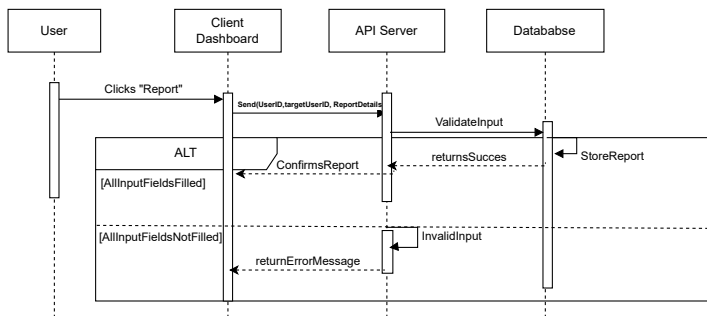 User
Client
Dashboard
API Server
Datababse
Clicks "Report"
Send(UserID,targetUserID, ReportDetails
ValidateInput
ALT
StoreReport
returnsSucces
ConfirmsReport
[AllInputFieldsFilled]
[AllInputFieldsNotFilled]
InvalidInput
returnErrorMessage